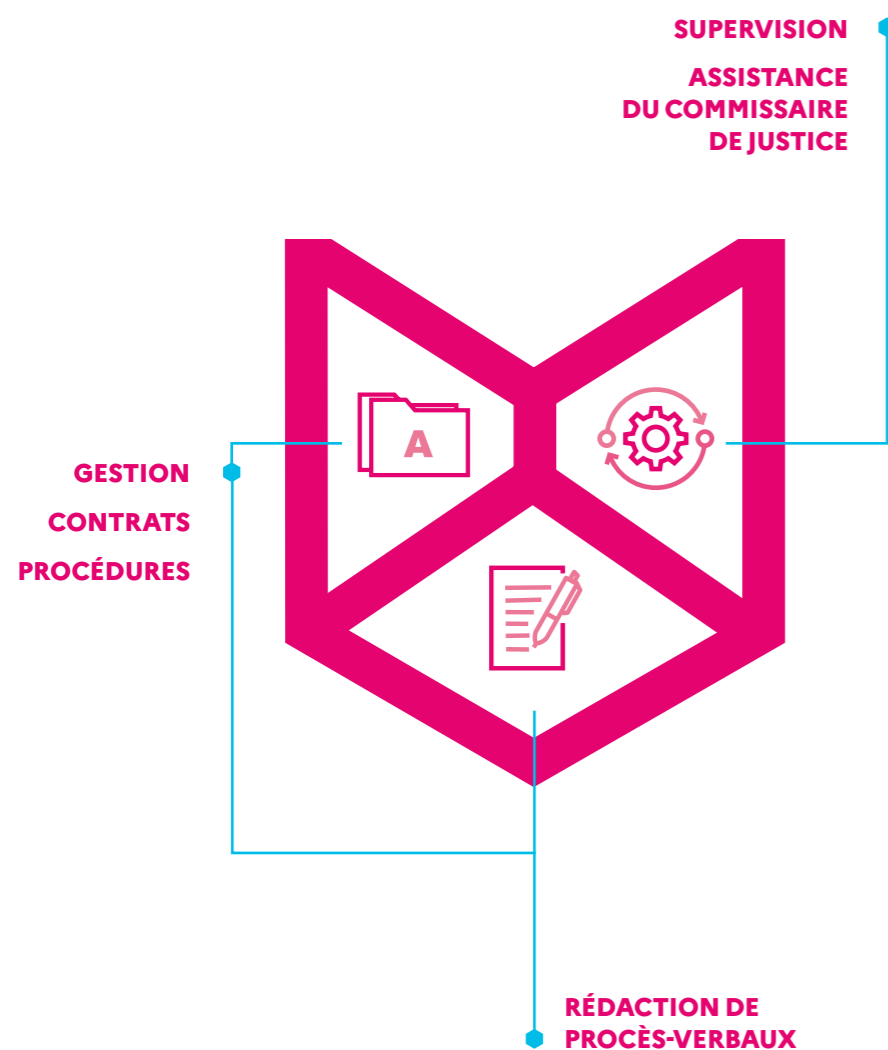 SUPERVISION
ASSISTANCE
DU COMMISSAIRE
DE JUSTICE
A
GESTION
CONTRATS
PROCÉDURES
RÉDACTION DE
PROCÈS-VERBAUX